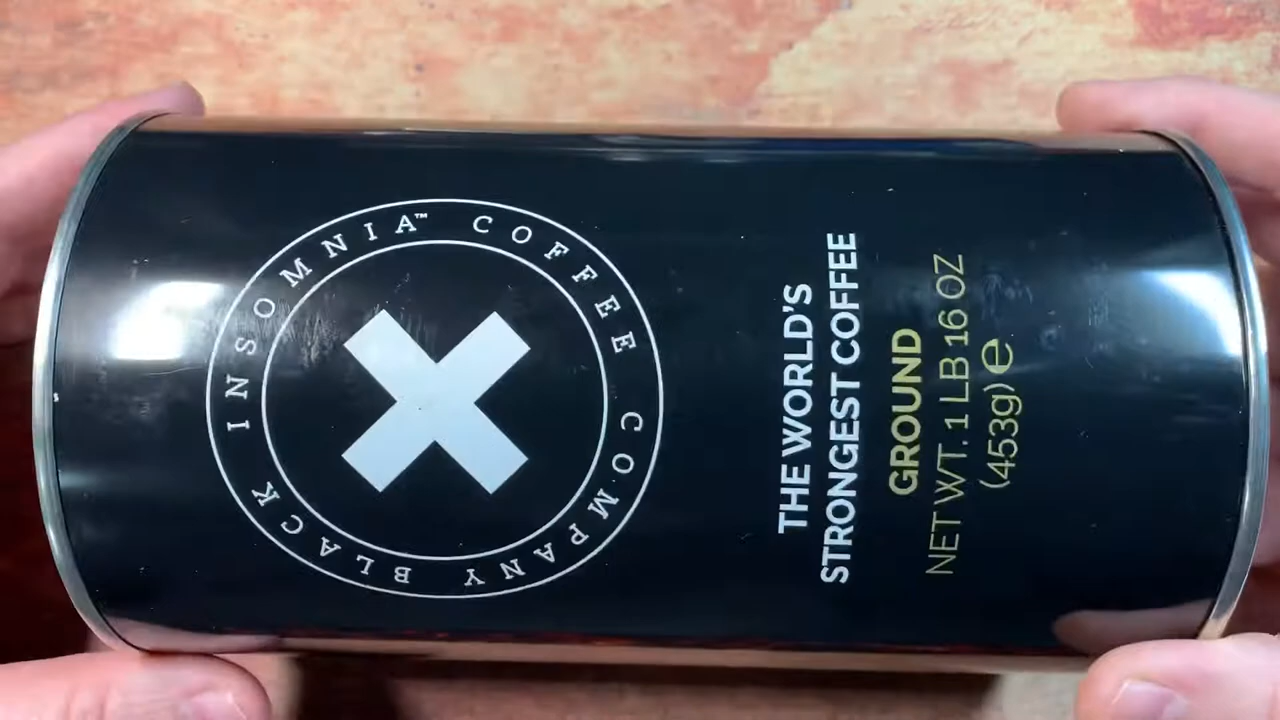 BLACK INSOMNIA™ COFFEE COMPANY
THE WORLD'S
STRONGEST COFFEE
GROUND
NET WT. 1 LB 16 OZ
(453g) ℮